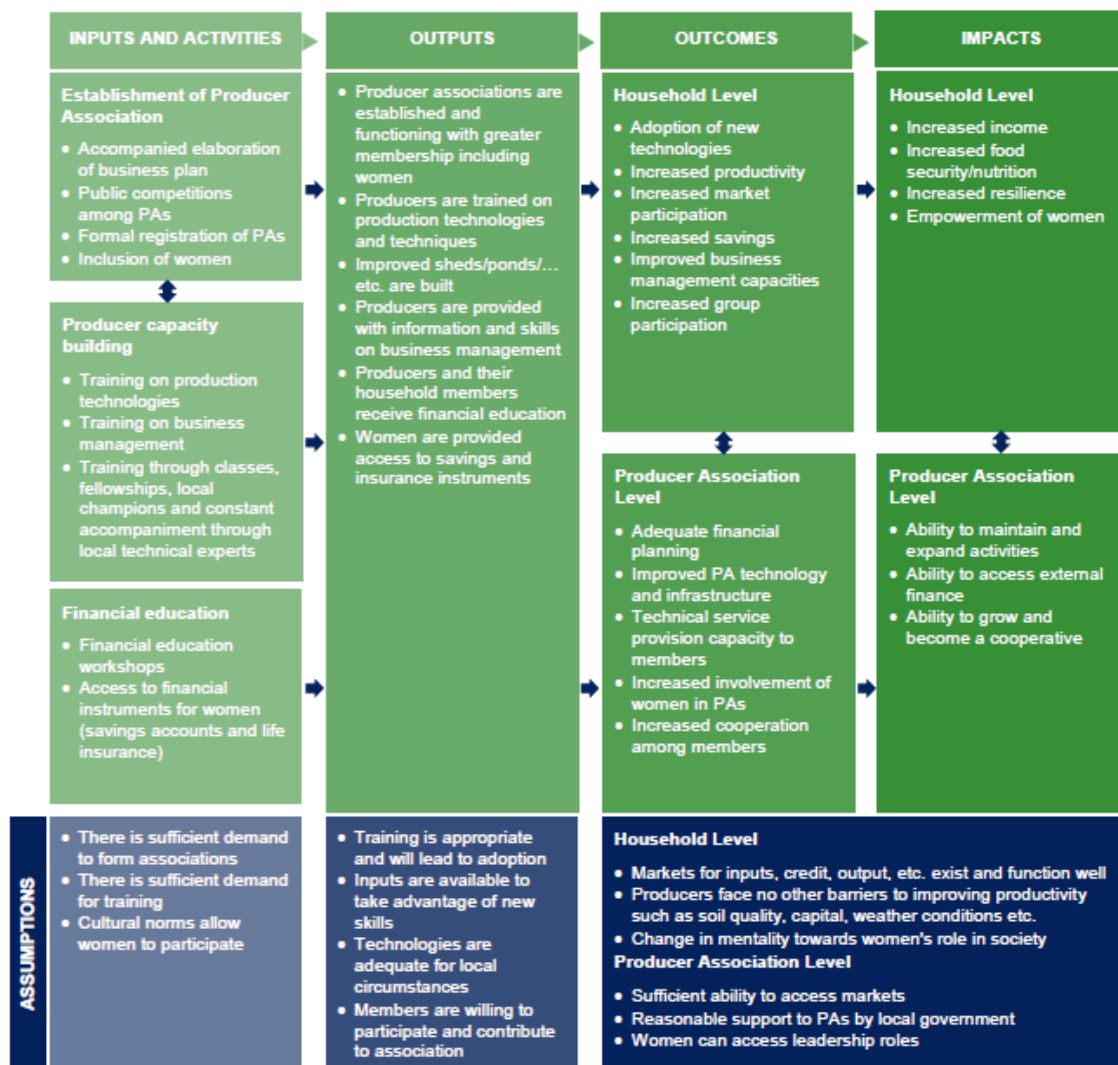 INPUTS AND ACTIVITIES
OUTPUTS
OUTCOMES
IMPACTS
Establishment of Producer
Association
• Accompanied elaboration
of business plan
• Public competitions
among PAs
• Formal registration of PAs
• Inclusion of women
Producer capacity
building
• Training on production
technologies
• Training on business
management
• Training through classes,
fellowships, local
champions and constant
accompaniment through
local technical experts
Financial education
• Financial education
workshops
• Access to financial
instruments for women
(savings accounts and life
insurance)
• Producer associations are
established and
functioning with greater
membership including
women
• Producers are trained on
production technologies
and techniques
• Improved sheds/ponds/…
etc. are built
• Producers are provided
with information and skills
on business management
• Producers and their
household members
receive financial education
• Women are provided
access to savings and
insurance instruments
Household Level
• Adoption of new
technologies
• Increased productivity
• Increased market
participation
• Increased savings
• Improved business
management capacities
• Increased group
participation
Producer Association
Level
• Adequate financial
planning
• Improved PA technology
and infrastructure
• Technical service
provision capacity to
members
• Increased involvement of
women in PAs
• Increased cooperation
among members
Household Level
• Increased income
• Increased food
security/nutrition
• Increased resilience
• Empowerment of women
Producer Association
Level
• Ability to maintain and
expand activities
• Ability to access external
finance
• Ability to grow and
become a cooperative
ASSUMPTIONS
• There is sufficient demand
to form associations
• There is sufficient demand
for training
• Cultural norms allow
women to participate
• Training is appropriate
and will lead to adoption
• Inputs are available to
take advantage of new
skills
• Technologies are
adequate for local
circumstances
• Members are willing to
participate and contribute
to association
Household Level
• Markets for inputs, credit, output, etc. exist and function well
• Producers face no other barriers to improving productivity
such as soil quality, capital, weather conditions etc.
• Change in mentality towards women's role in society
Producer Association Level
• Sufficient ability to access markets
• Reasonable support to PAs by local government
• Women can access leadership roles